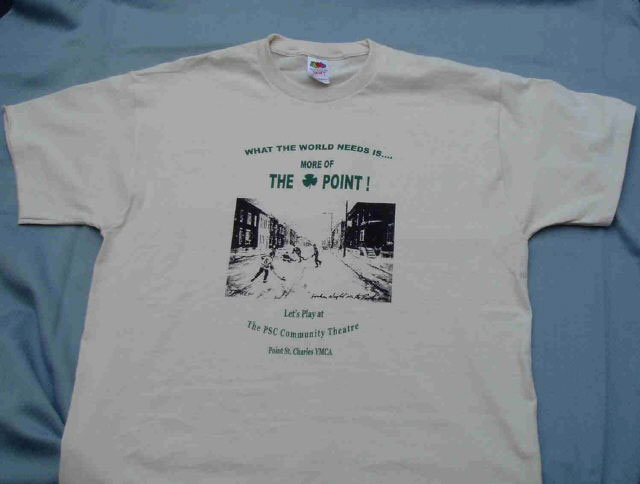 WHAT THE WORLD NEEDS IS....
MORE OF
THE POINT !
Let's Play at
The PSC Community Theatre
Point St. Charles YMCA